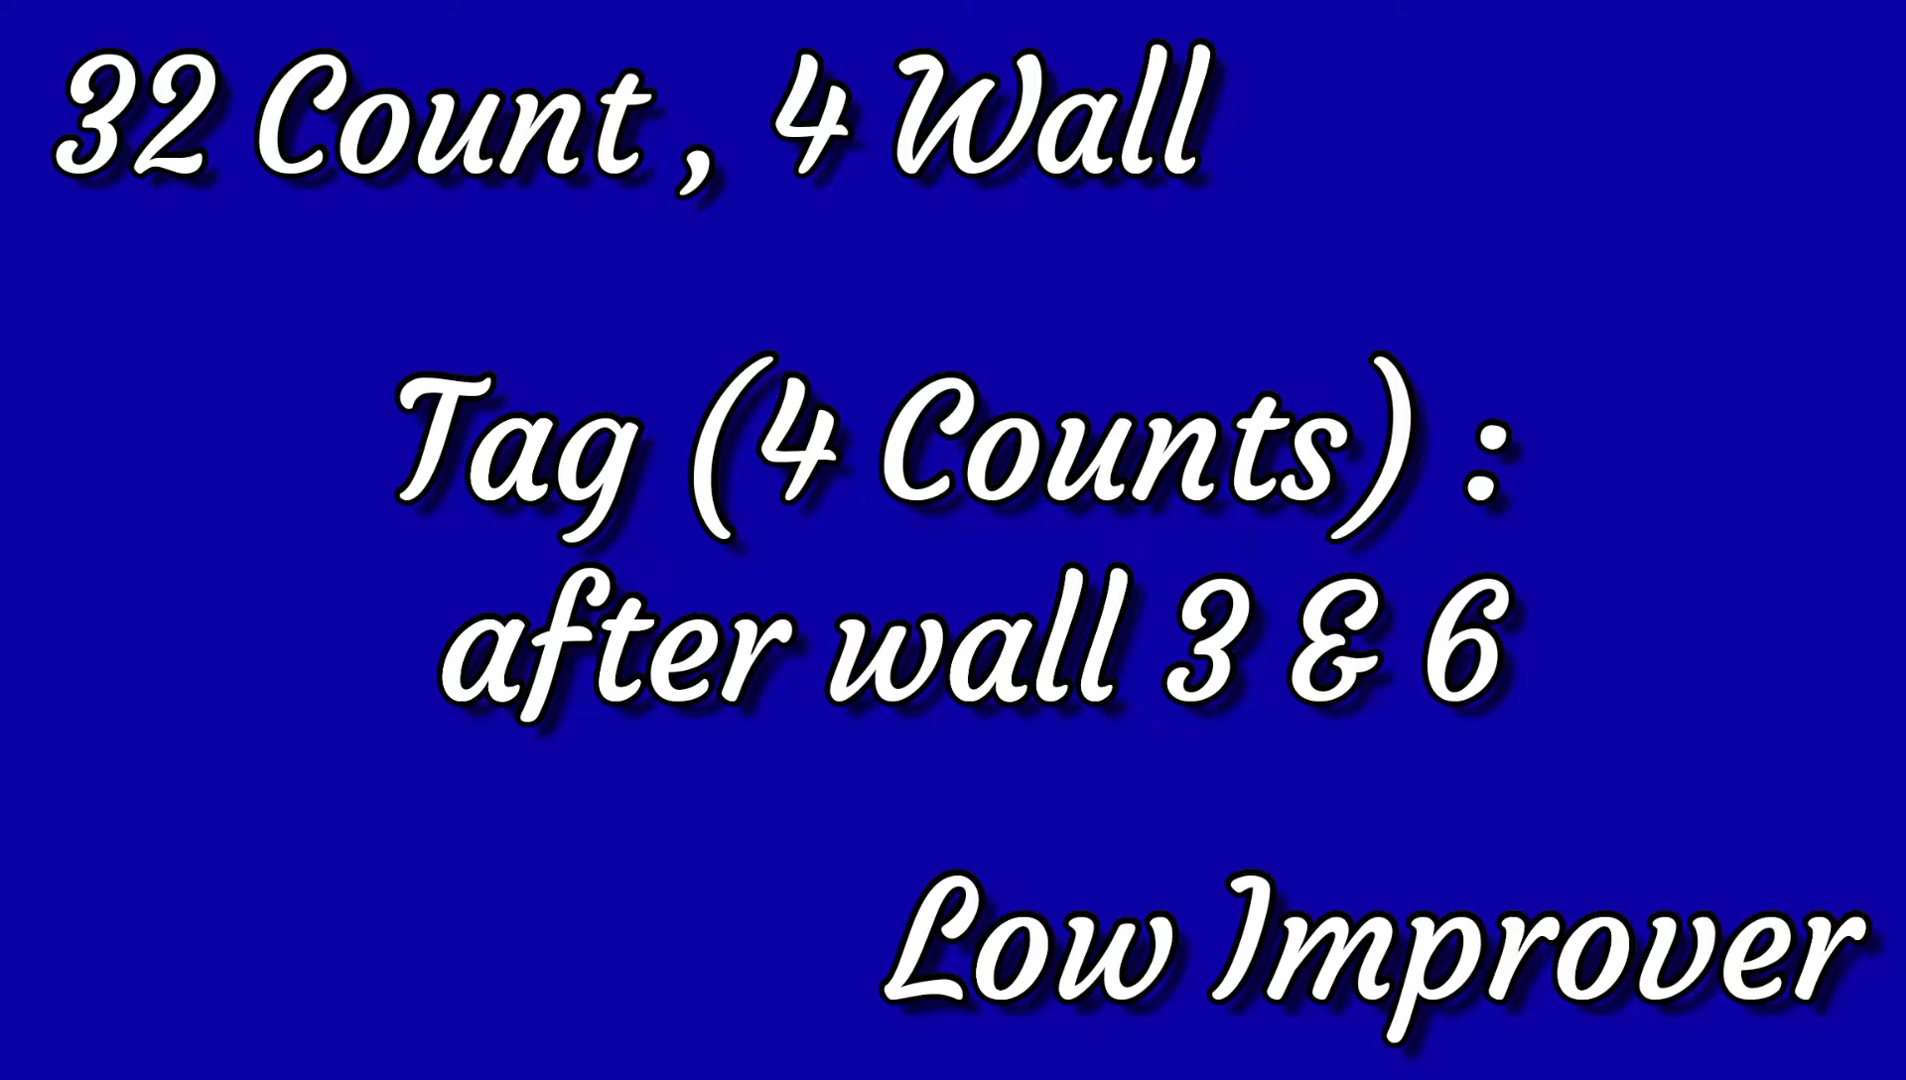 32 Count , 4 Wall
Tag (4 Counts) :
after wall 3 & 6
Low Improver